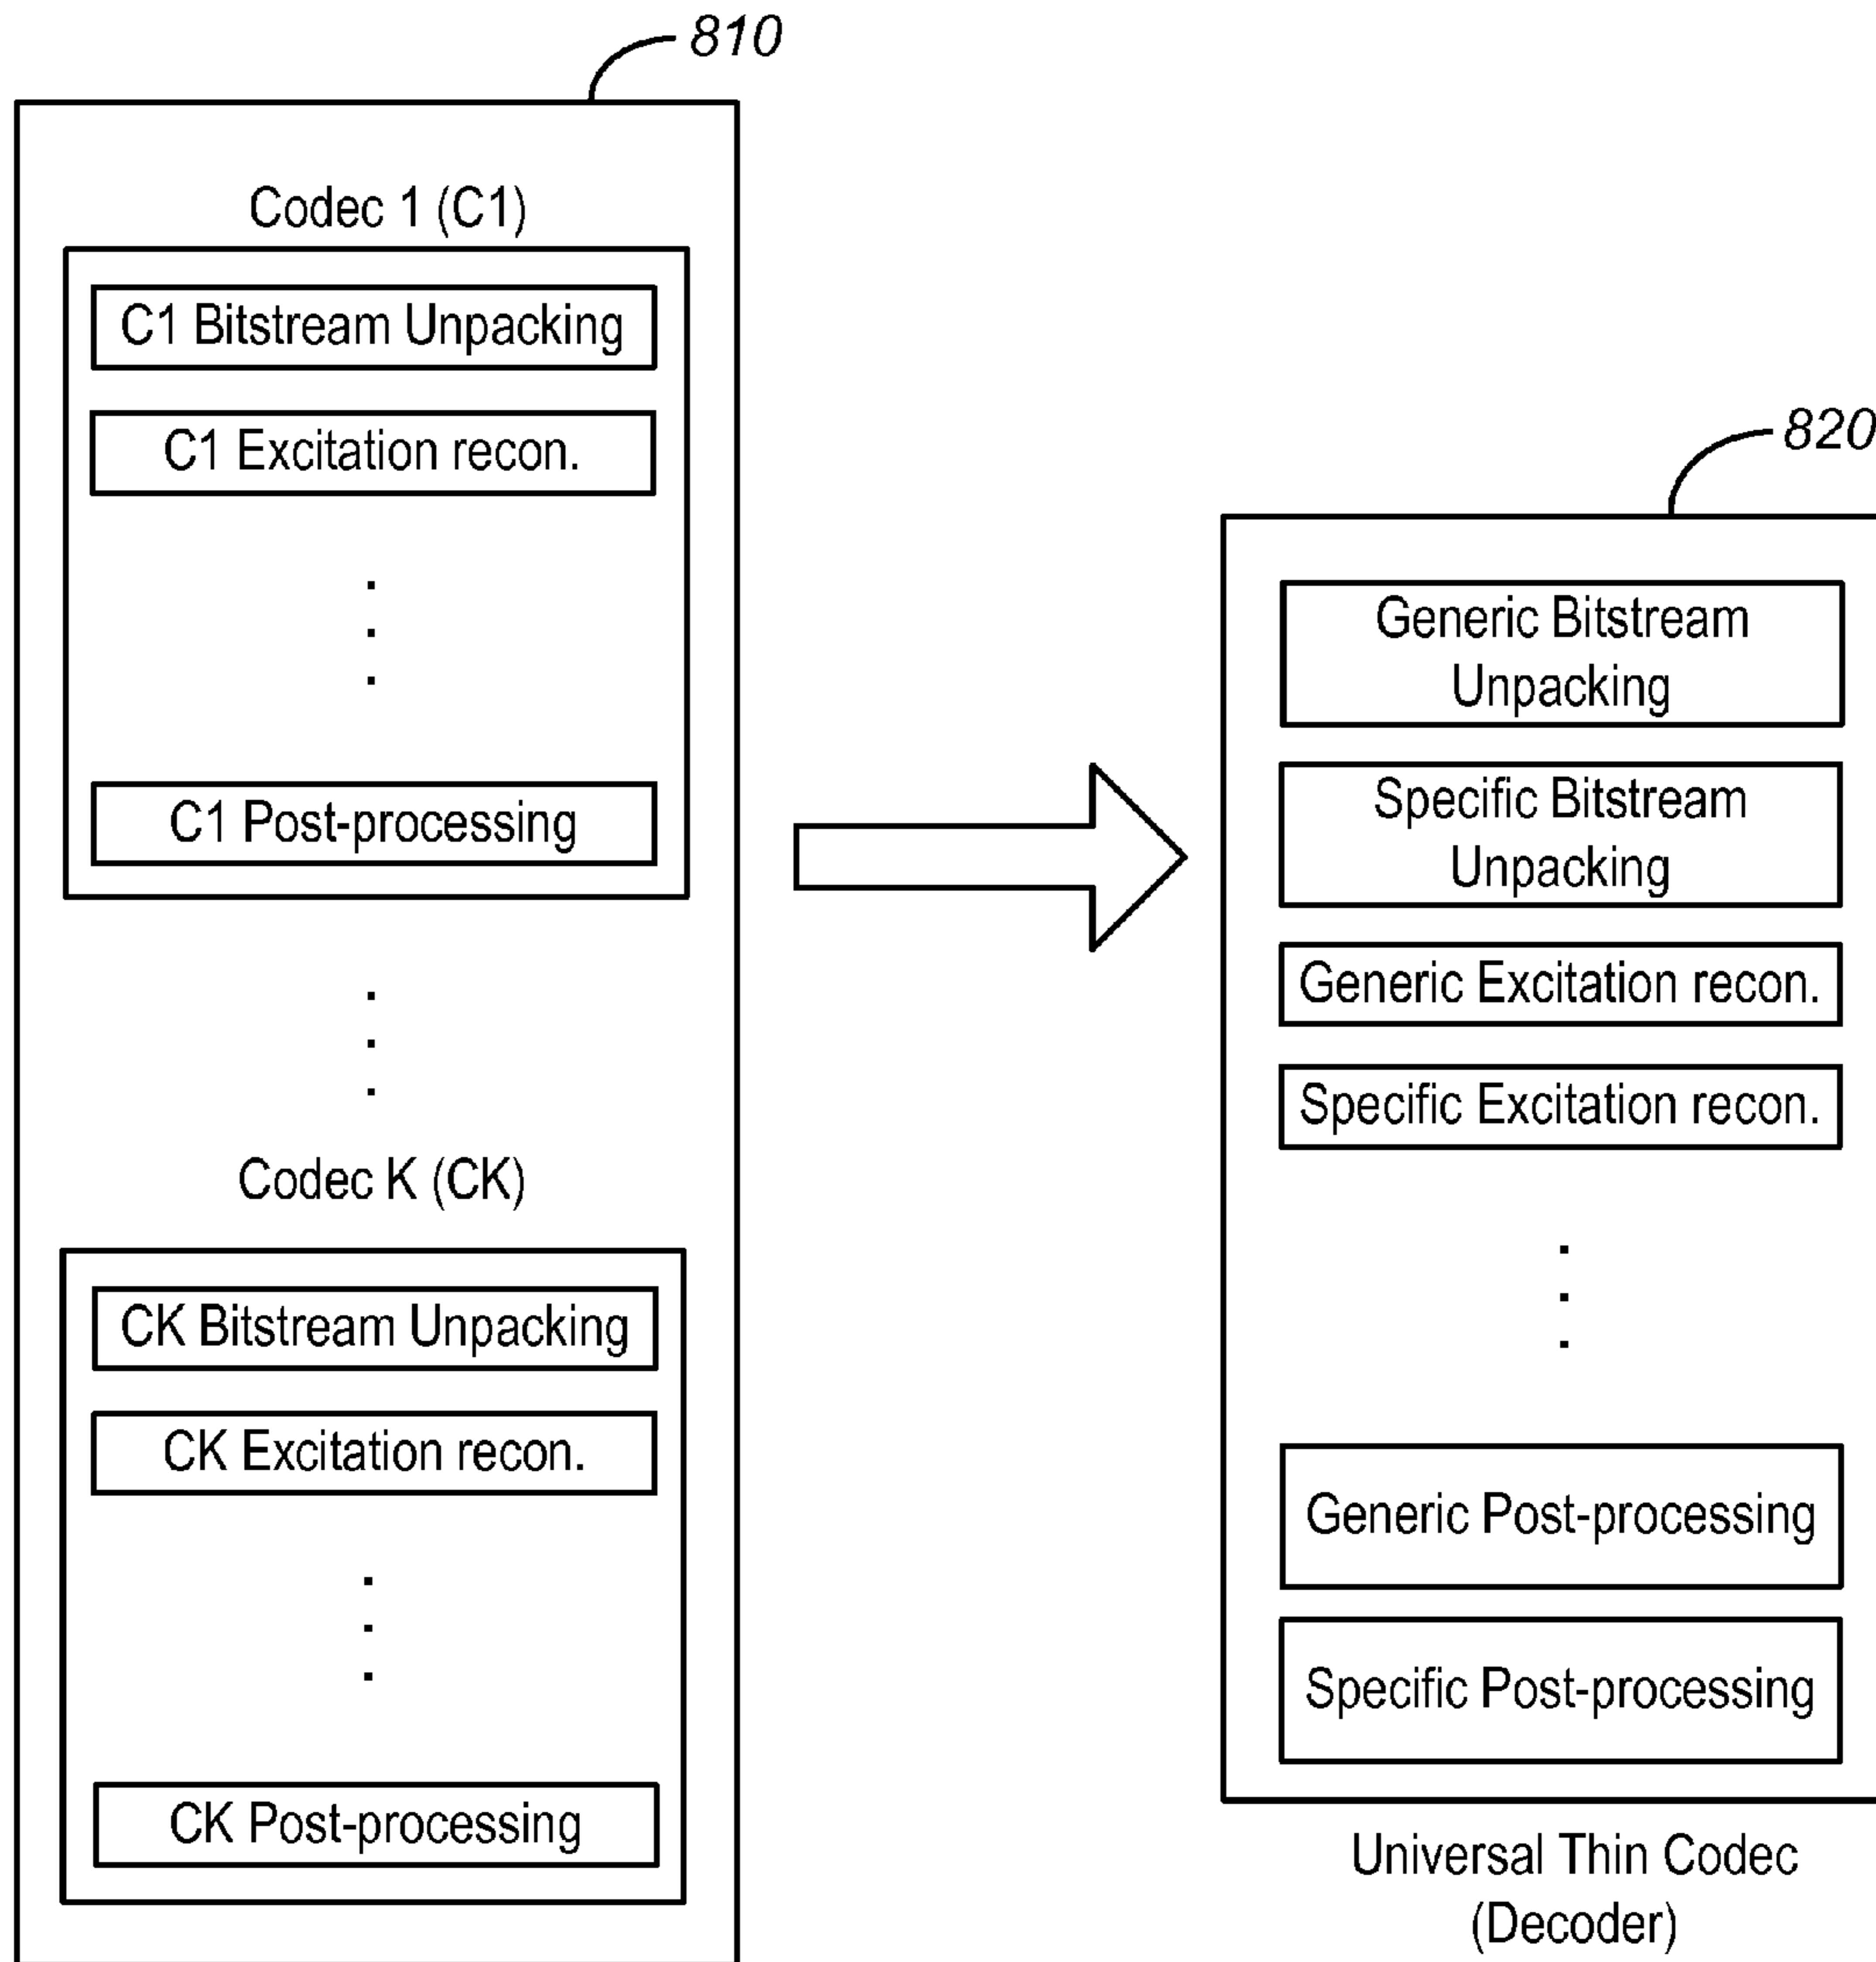 810
Codec 1 (C1)
C1 Bitstream Unpacking
C1 Excitation recon.
C1 Post-processing
Codec K (CK)
CK Bitstream Unpacking
CK Excitation recon.
CK Post-processing
820
Generic Bitstream
Unpacking
Specific Bitstream
Unpacking
Generic Excitation recon.
Specific Excitation recon.
Generic Post-processing
Specific Post-processing
Universal Thin Codec
(Decoder)